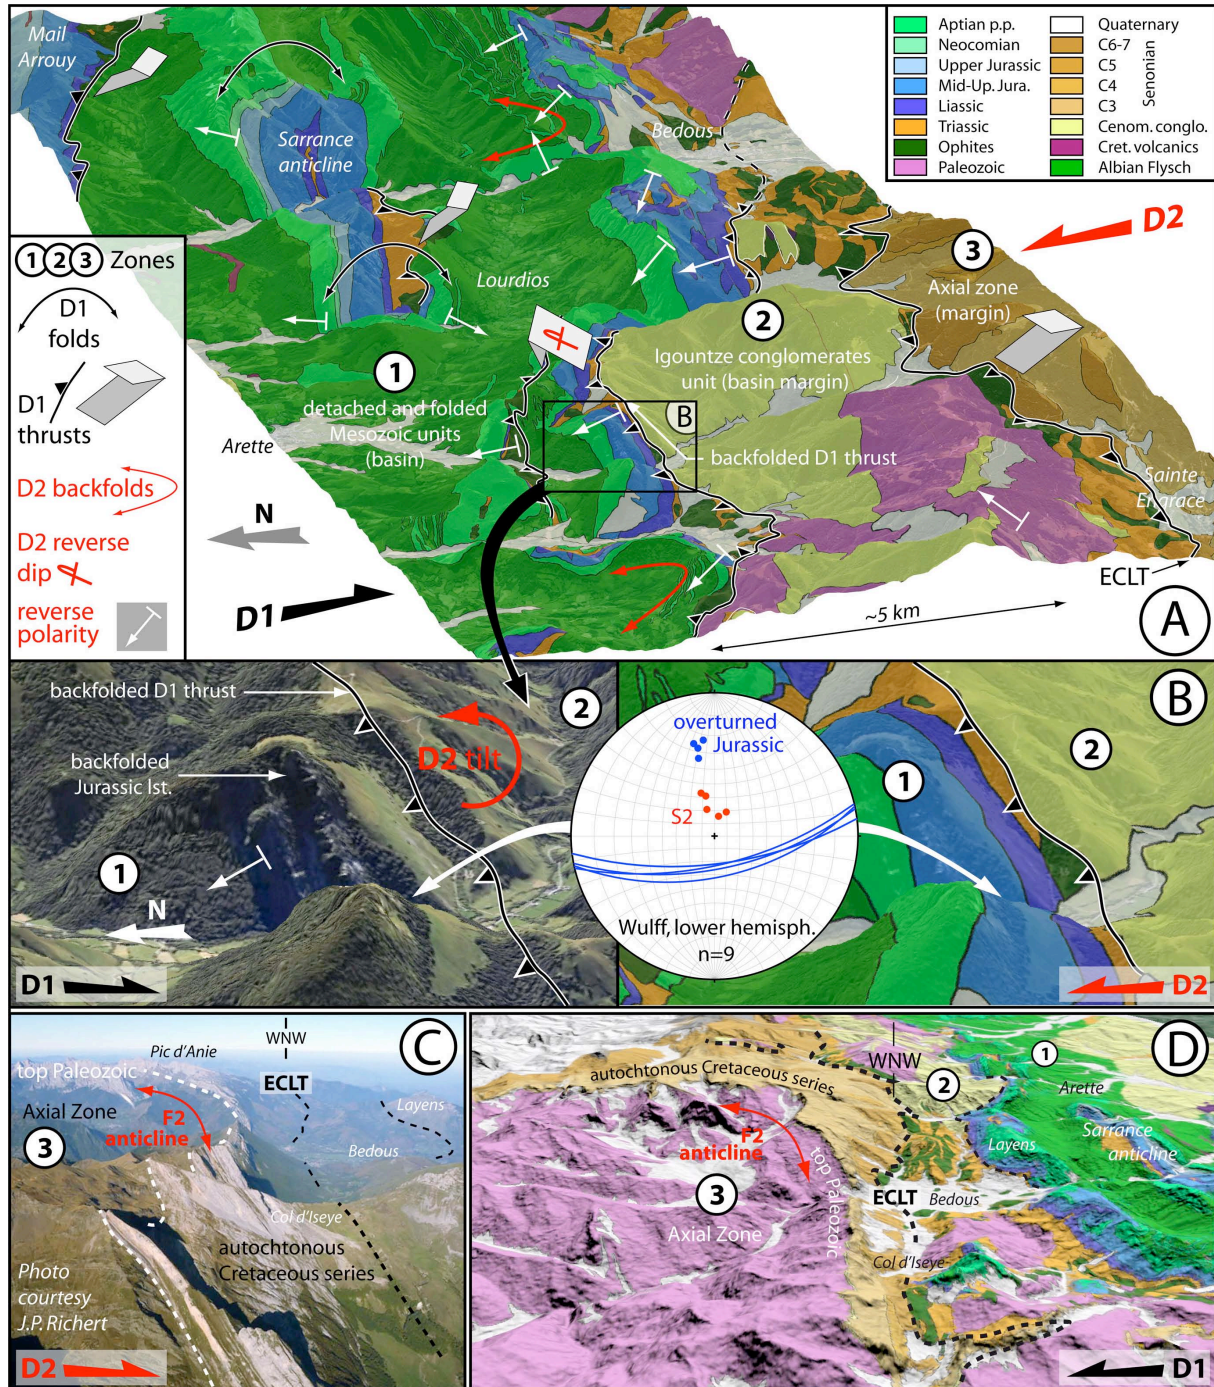 Mail
Arrouy
Sarrance
anticline
Bedous
Lourdios
Aptian p.p.
Neocomian
Upper Jurassic
Mid-Up. Jura.
Liassic
Triassic
Ophites
Paleozoic
Quaternary
C6-7
C5
C4
C3
Senonian
Cenom. conglo.
Cret. volcanics
Albian Flysch
D2
3
Axial zone
(margin)
2
Igountze conglomerates
unit (basin margin)
1
detached and folded
Mesozoic units
(basin)
Arette
B
backfolded D1 thrust
Sainte
Engrace
ECLT
~5 km
A
N
D1
1 2 3 Zones
D1
folds
D1
thrusts
D2 backfolds
D2 reverse
dip
reverse
polarity
backfolded D1 thrust
2
D2 tilt
backfolded
Jurassic lst.
1
N
D1
overturned
Jurassic
S2
Wulff, lower hemisph.
n=9
B
1
2
D2
C
WNW
Pic d'Anie
top Paleozoic
ECLT
Axial Zone
3
F2
anticline
Layens
Bedous
Col d'Iseye
autochtonous
Cretaceous series
Photo
courtesy
J.P. Richert
D2
D
WNW
1
2
autochtonous Cretaceous series
Arette
F2
anticline
Layens
Sarrance
anticline
top Paleozoic
3
Axial Zone
ECLT
Bedous
Col d'Iseye
D1